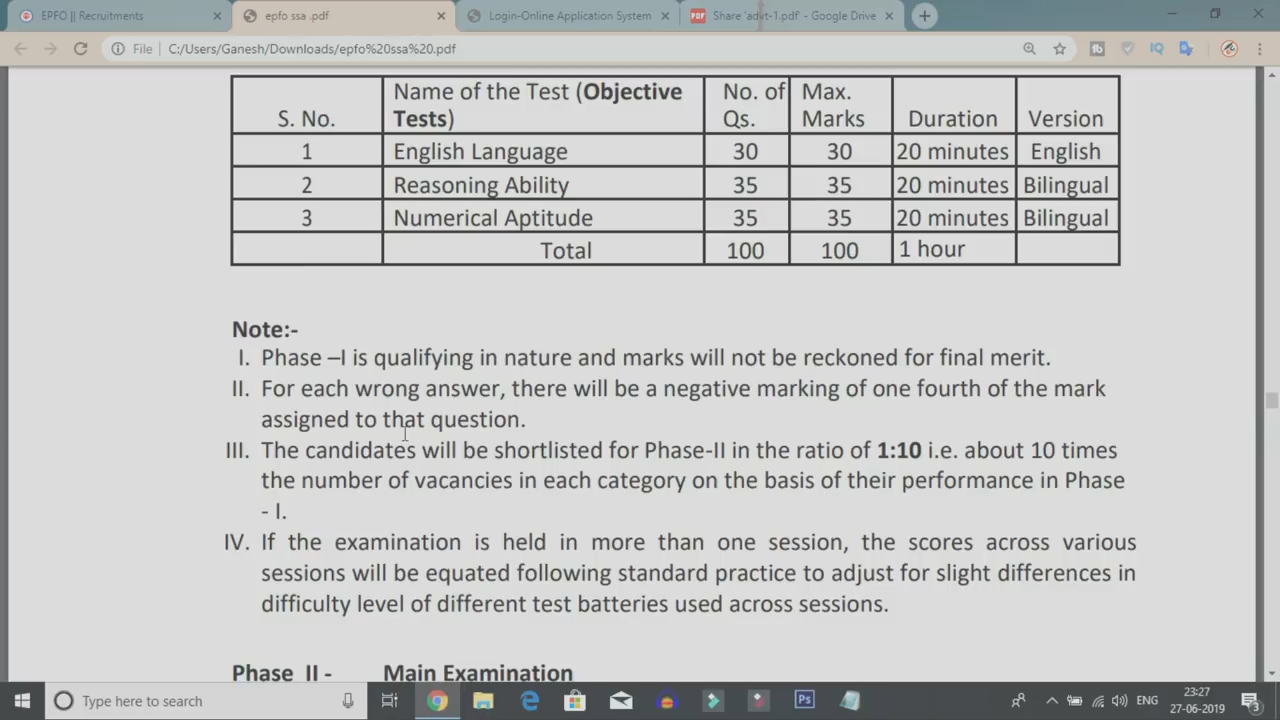 EPFO || Recruitments
epfo ssa .pdf
Login-Online Application System
Share 'advt-1.pdf' - Google Drive
File
C:/Users/Ganesh/Downloads/epfo%20ssa%20.pdf
S. No. Name of the Test (Objective Tests) No. of Qs. Max. Marks Duration Version
1 English Language 30 30 20 minutes English
2 Reasoning Ability 35 35 20 minutes Bilingual
3 Numerical Aptitude 35 35 20 minutes Bilingual
Total 100 100 1 hour
Note:-
I. Phase –I is qualifying in nature and marks will not be reckoned for final merit.
II. For each wrong answer, there will be a negative marking of one fourth of the mark
assigned to that question.
III. The candidates will be shortlisted for Phase-II in the ratio of 1:10 i.e. about 10 times
the number of vacancies in each category on the basis of their performance in Phase
- I.
IV. If the examination is held in more than one session, the scores across various
sessions will be equated following standard practice to adjust for slight differences in
difficulty level of different test batteries used across sessions.
Phase II - Main Examination
Type here to search
ENG
23:27
27-06-2019